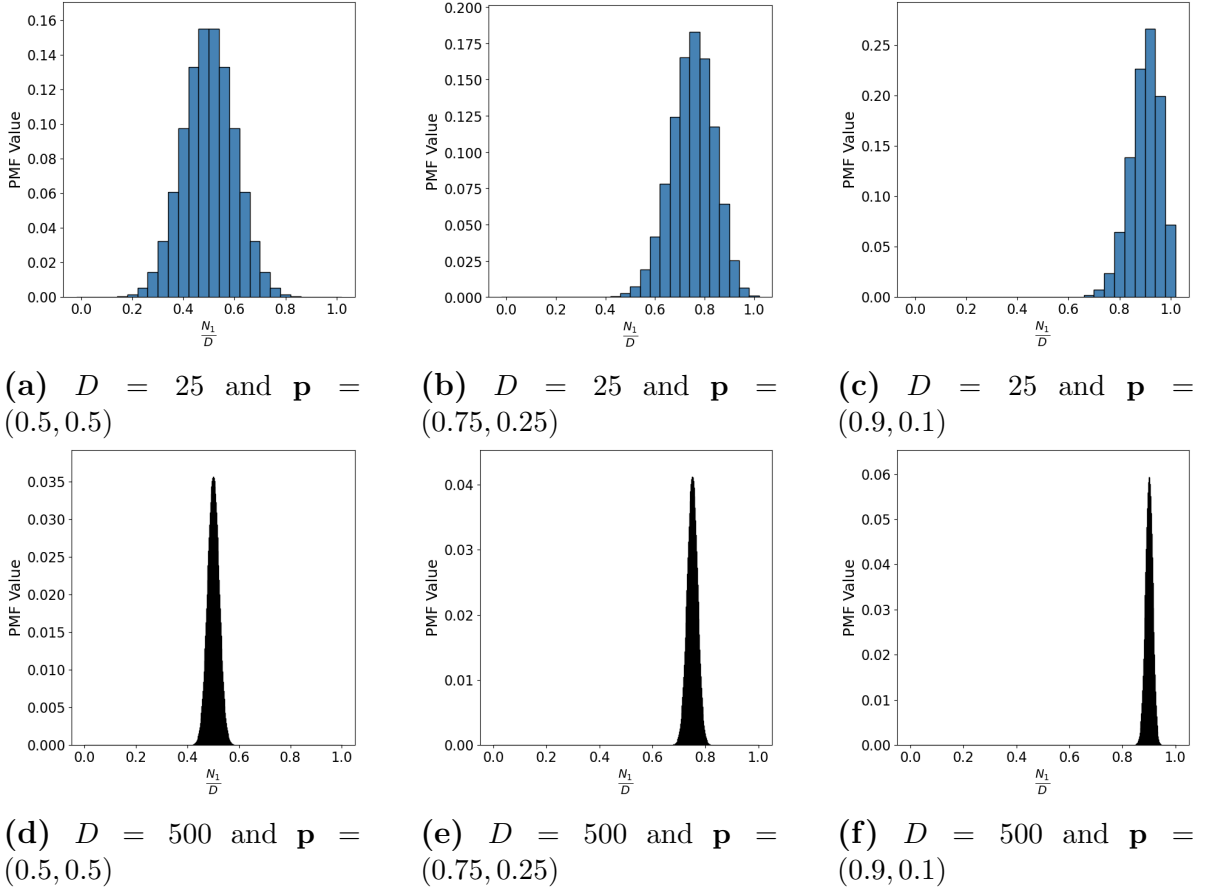 0.16
0.14
0.12
0.10
0.08
0.06
0.04
0.02
0.00
PMF Value
0.0 0.2 0.4 0.6 0.8 1.0
N₁
D
0.200
0.175
0.150
0.125
0.100
0.075
0.050
0.025
0.000
PMF Value
0.0 0.2 0.4 0.6 0.8 1.0
N₁
D
0.25
0.20
0.15
0.10
0.05
0.00
PMF Value
0.0 0.2 0.4 0.6 0.8 1.0
N₁
D
(a) D = 25 and p =
(0.5, 0.5)
(b) D = 25 and p =
(0.75, 0.25)
(c) D = 25 and p =
(0.9, 0.1)
0.035
0.030
0.025
0.020
0.015
0.010
0.005
0.000
PMF Value
0.0 0.2 0.4 0.6 0.8 1.0
N₁
D
0.04
0.03
0.02
0.01
0.00
PMF Value
0.0 0.2 0.4 0.6 0.8 1.0
N₁
D
0.06
0.05
0.04
0.03
0.02
0.01
0.00
PMF Value
0.0 0.2 0.4 0.6 0.8 1.0
N₁
D
(d) D = 500 and p =
(0.5, 0.5)
(e) D = 500 and p =
(0.75, 0.25)
(f) D = 500 and p =
(0.9, 0.1)